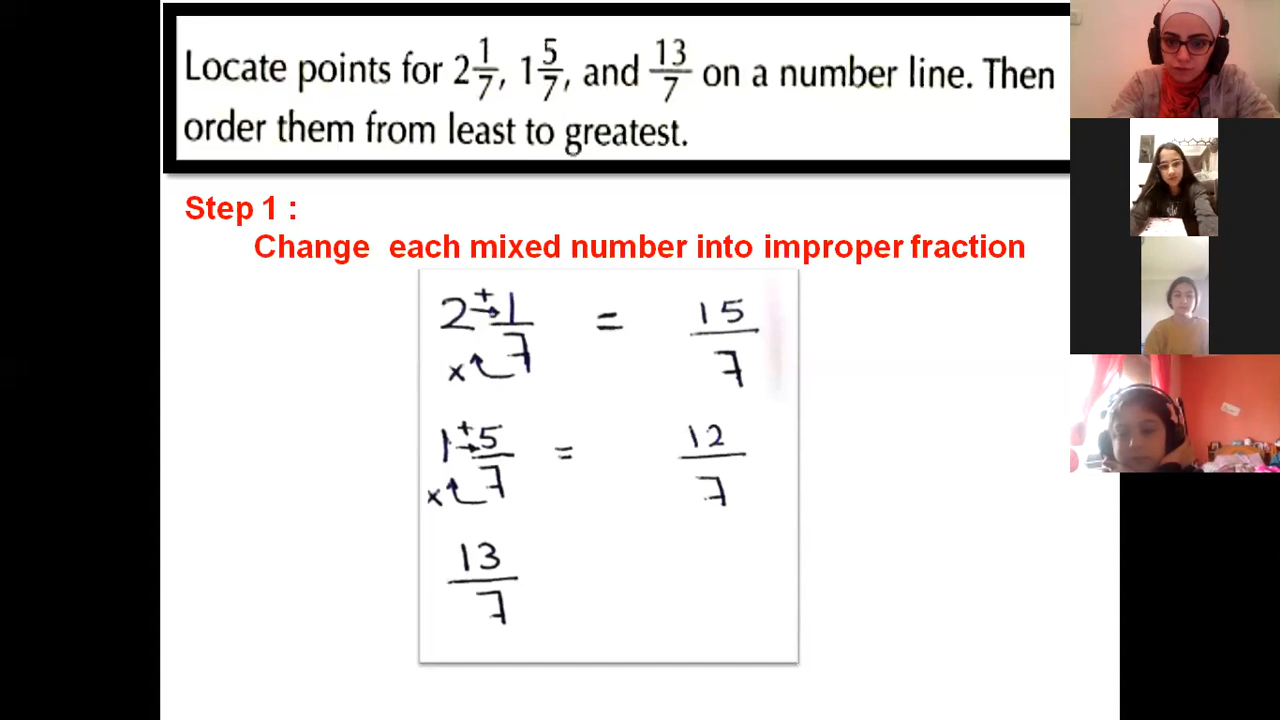 Locate points for 2 1/7, 1 5/7, and 13/7 on a number line. Then
order them from least to greatest.
Step 1 :
Change each mixed number into improper fraction
2 + 1/7 × = 15/7
1 + 5/7 × = 12/7
13/7